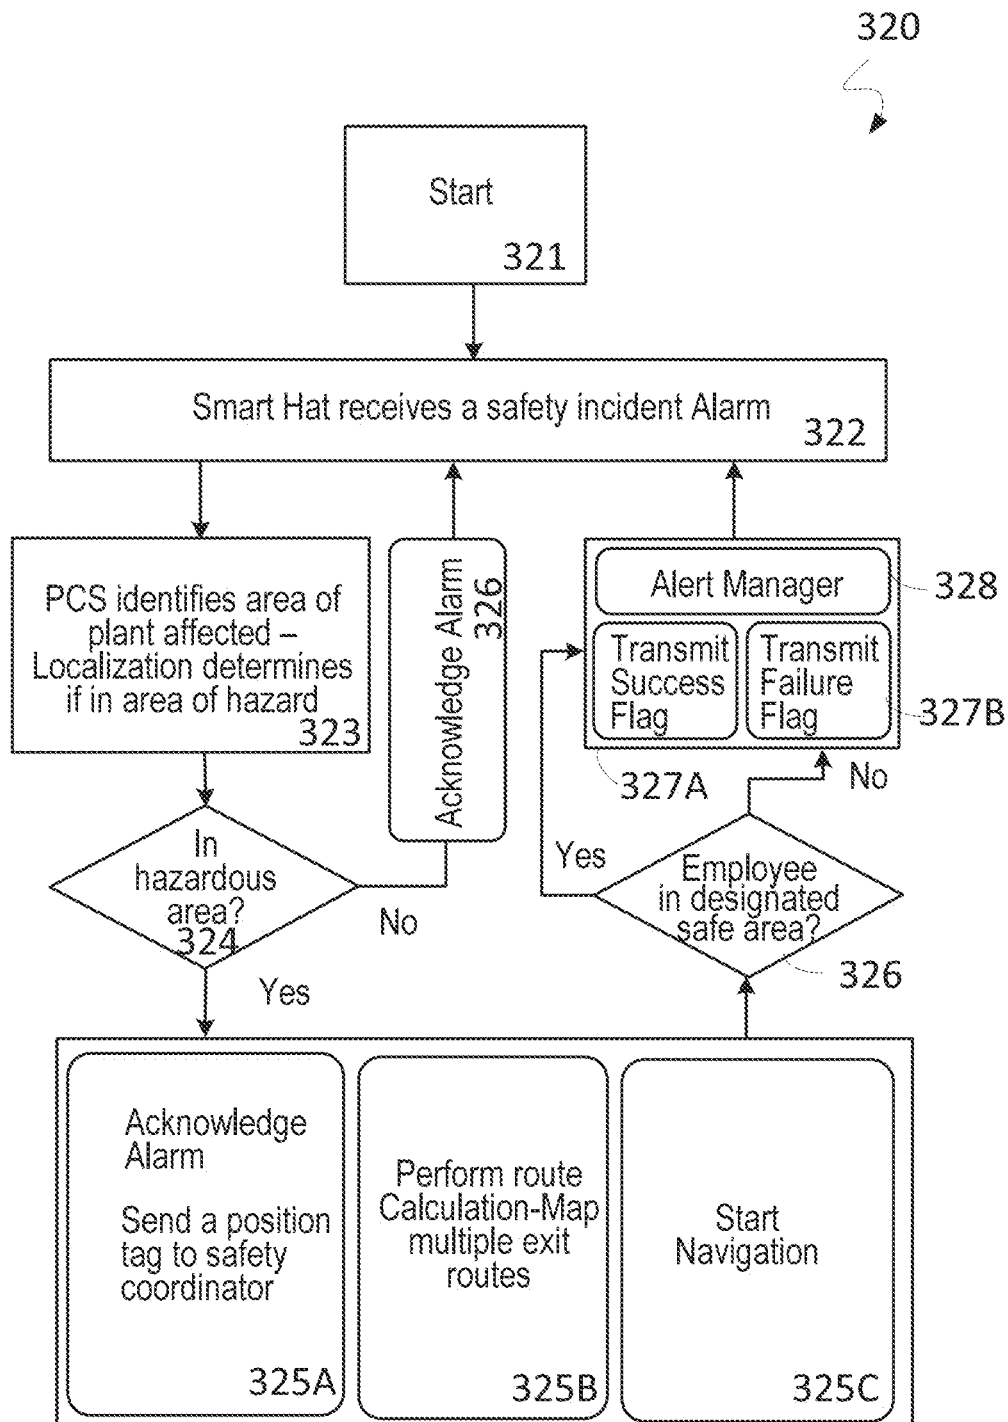 320
Start
321
Smart Hat receives a safety incident Alarm
322
PCS identifies area of
plant affected –
Localization determines
if in area of hazard
323
Acknowledge Alarm
326
Alert Manager
328
Transmit
Success
Flag
Transmit
Failure
Flag
327B
327A
No
In
hazardous
area?
324
No
Yes
Yes
Employee
in designated
safe area?
326
Acknowledge
Alarm
Send a position
tag to safety
coordinator
325A
Perform route
Calculation-Map
multiple exit
routes
325B
Start
Navigation
325C